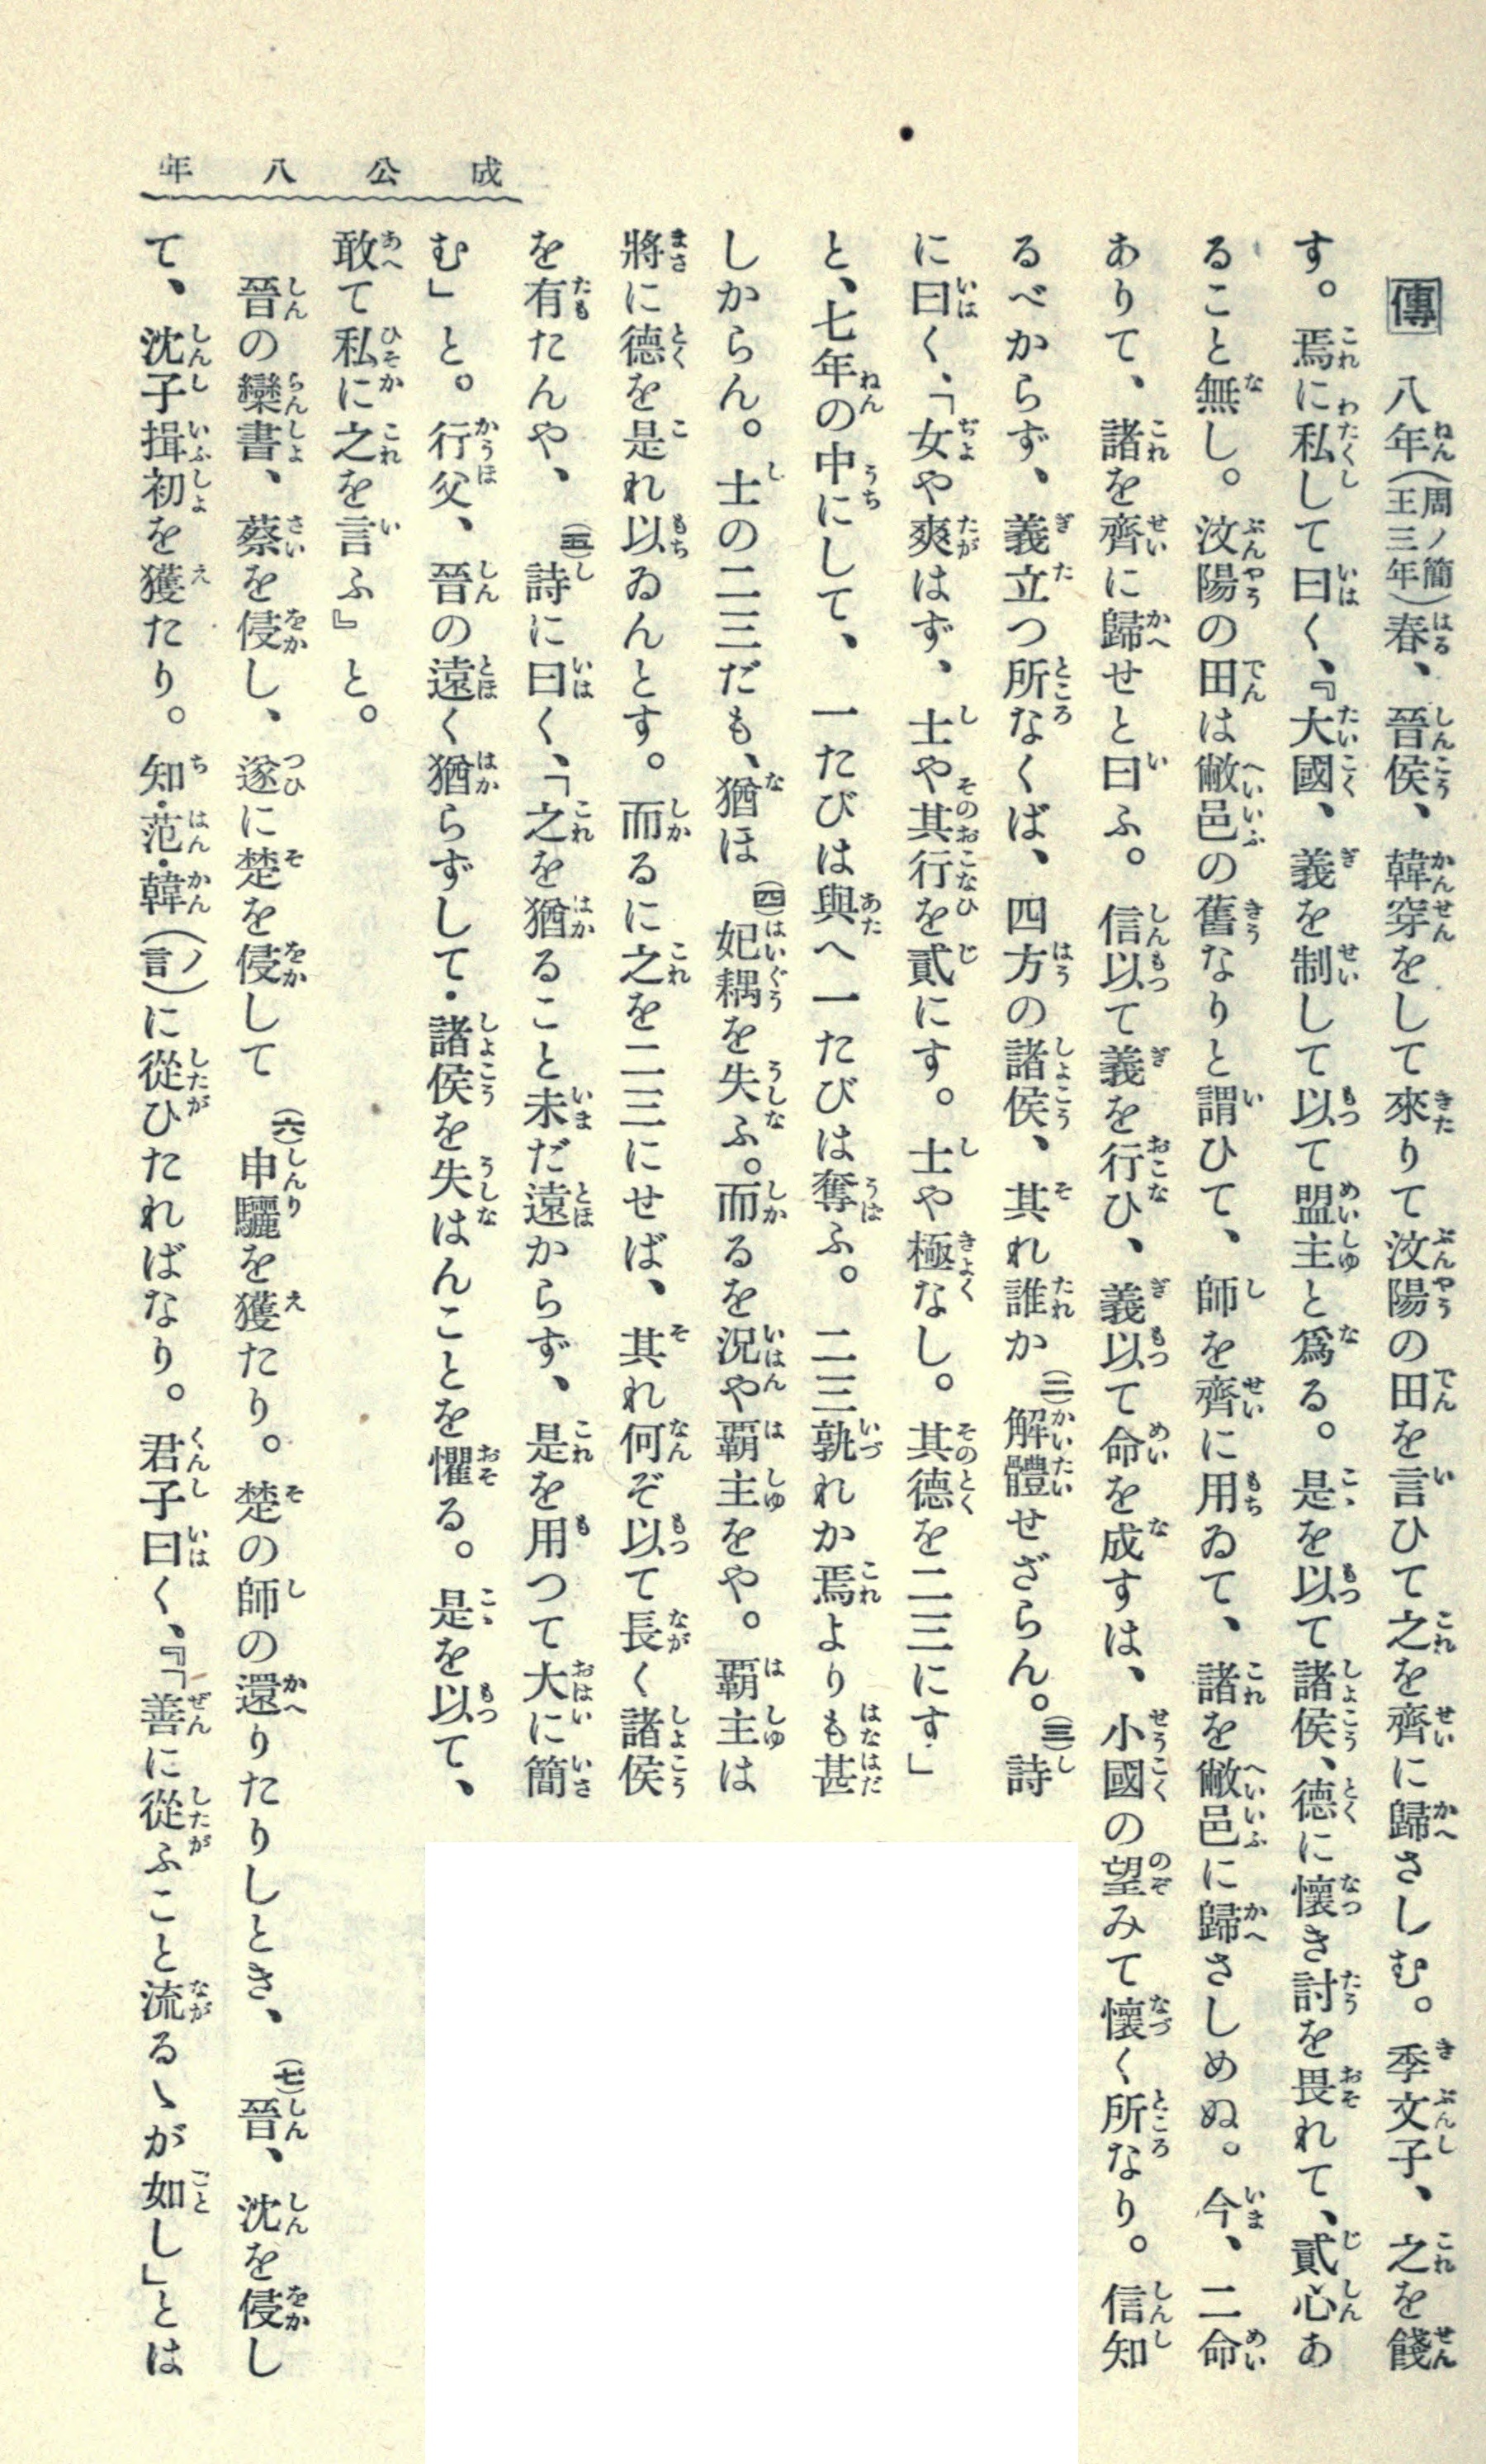 成公八年
傳 八年(周ノ簡王三年)春、晉侯、韓穿をして來りて汶陽の田を言ひて之を齊に歸さしむ。季文子、之を餞
す。焉に私して曰く、『大國、義を制して以て盟主と爲る。是を以て諸侯、德に懷き討を畏れて、貳心あ
ること無し。汶陽の田は敝邑の舊なりと謂ひて、師を齊に用ゐて、諸を敝邑に歸さしめぬ。今、二命
ありて、諸を齊に歸せと曰ふ。信以て義を行ひ、義以て命を成すは、小國の望みて懷く所なり。信知
るべからず、義立つ所なくば、四方の諸侯、其れ誰か(二)解體せざらん。(三)詩
に曰く、「女や爽はず、士や其行を貳にす。士や極なし。其德を二三にす」
と、七年の中にして、一たびは與へ一たびは奪ふ。二三孰れか焉よりも甚
しからん。士の二三だも、猶ほ(四)妃耦を失ふ。而るを況や覇主をや。覇主は
將に德を是れ以ゐんとす。而るに之を二三にせば、其れ何ぞ以て長く諸侯
を有たんや、(五)詩に曰く、「之を猶ること未だ遠からず、是を用つて大に簡
む」と。行父、晉の遠く猶らずして・諸侯を失はんことを懼る。是を以て、
敢て私に之を言ふ』と。
晉の欒書、蔡を侵し、遂に楚を侵して(六)申驪を獲たり。楚の師の還りたりしとき、(七)晉、沈を侵し
て、沈子揖初を獲たり。知・范・韓(ノ言)に從ひたればなり。君子曰く、『「善に從ふこと流るゝが如し」とは